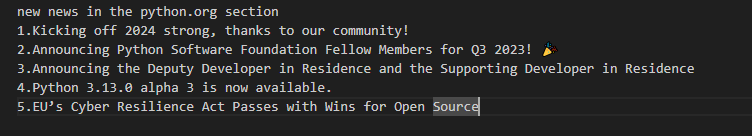 new news in the python.org section
1.Kicking off 2024 strong, thanks to our community!
2.Announcing Python Software Foundation Fellow Members for Q3 2023! 🎉
3.Announcing the Deputy Developer in Residence and the Supporting Developer in Residence
4.Python 3.13.0 alpha 3 is now available.
5.EU’s Cyber Resilience Act Passes with Wins for Open Source